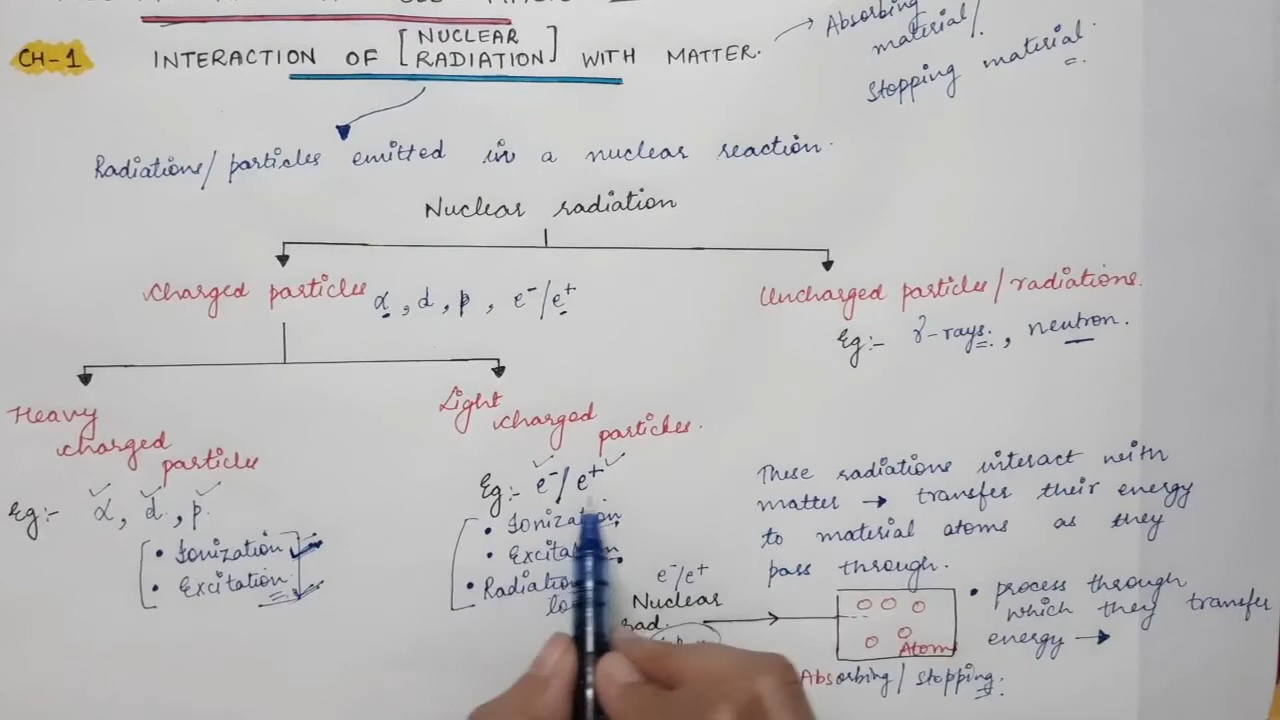 CH-1
INTERACTION OF [NUCLEAR RADIATION] WITH MATTER.
Absorbing
material/
Stopping material.
Radiations/particles emitted in a nuclear reaction.
Nuclear radiation
Charged particles α, d, p, e⁻/e⁺
Uncharged particles/radiations.
Eg:- γ-rays, neutron.
Heavy
charged
particles
Eg:- α, d, p.
• Ionization
• Excitation
Light
charged
particles.
Eg:- e⁻/e⁺
• Ionization
• Radiation
These radiations interact with
matter → transfer their energy
to material atoms as they
pass through.
• process through
which they transfer
energy →
e⁻/e⁺
Nuclear
rad.
Atoms
Absorbing/stopping.